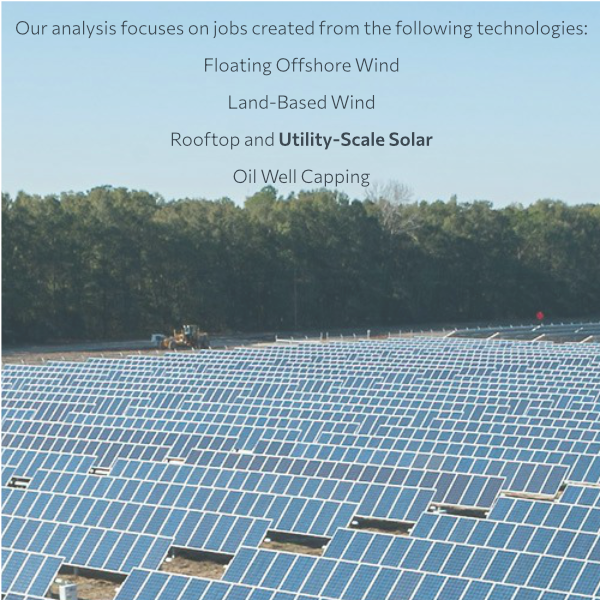 Our analysis focuses on jobs created from the following technologies:
Floating Offshore Wind
Land-Based Wind
Rooftop and Utility-Scale Solar
Oil Well Capping